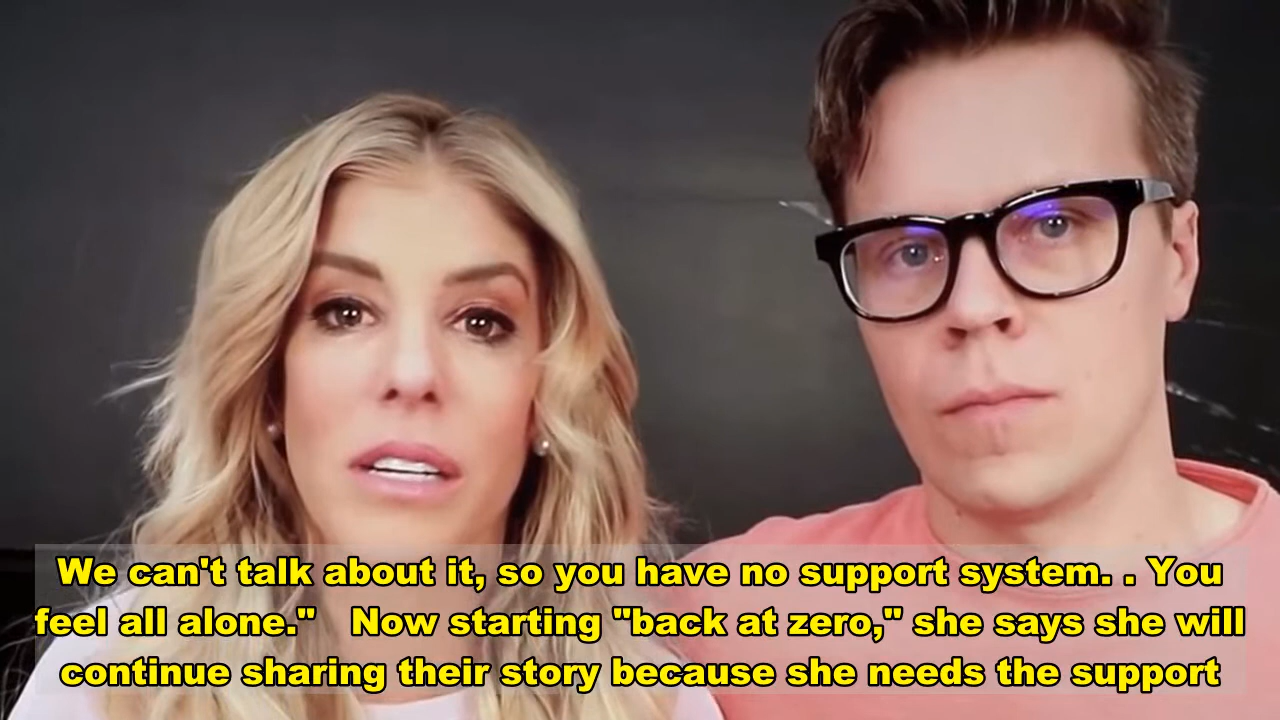 We can't talk about it, so you have no support system. . You
feel all alone."   Now starting "back at zero," she says she will
continue sharing their story because she needs the support